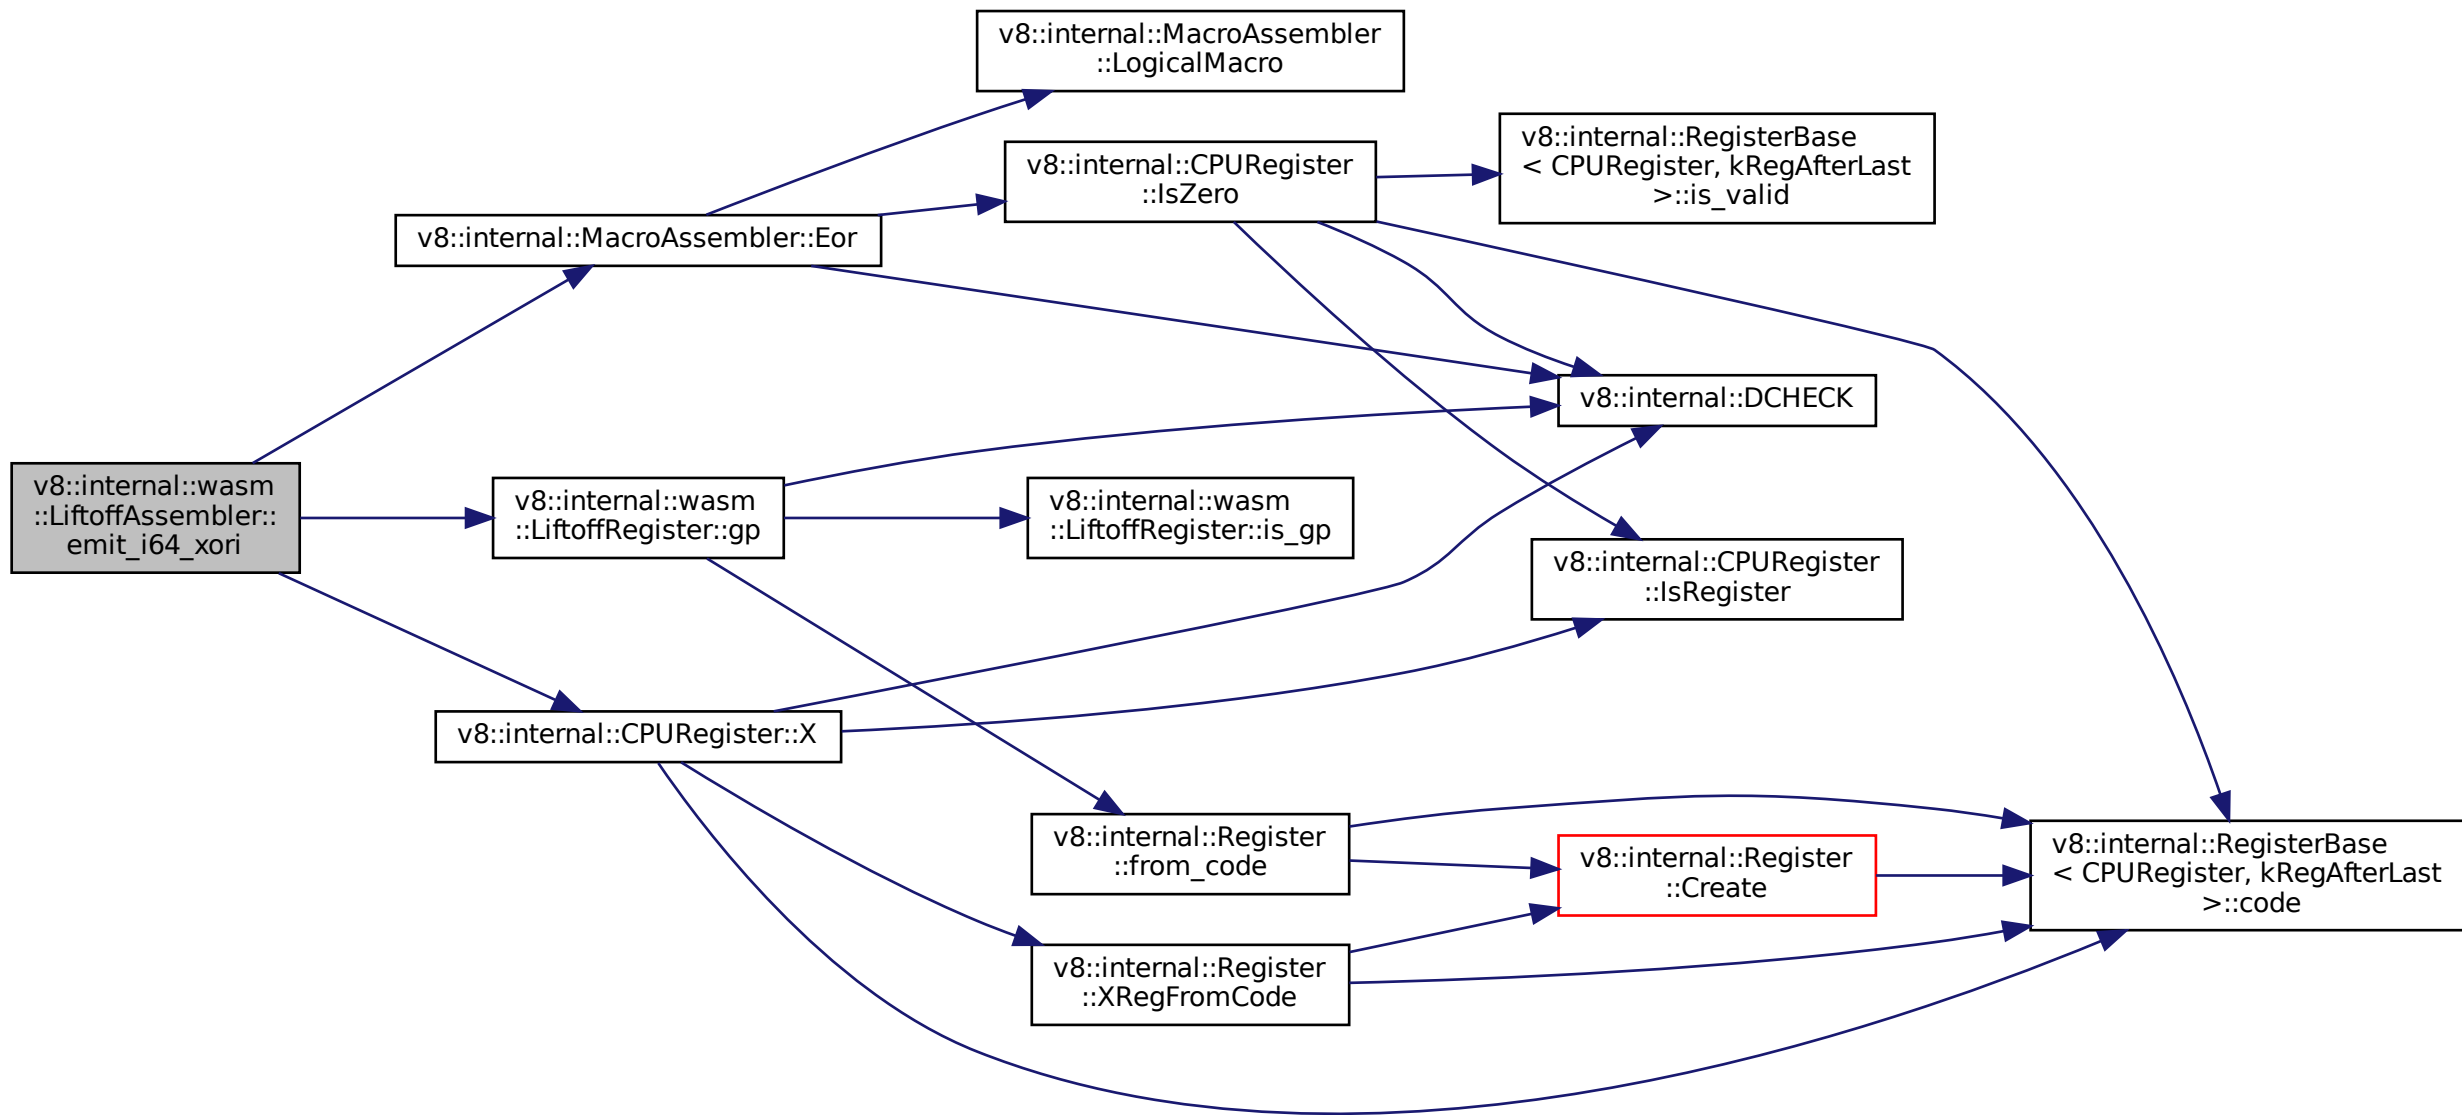 v8::internal::MacroAssembler
::LogicalMacro
v8::internal::RegisterBase
< CPURegister, kRegAfterLast
>::is_valid
v8::internal::CPURegister
::IsZero
v8::internal::MacroAssembler::Eor
v8::internal::DCHECK
v8::internal::wasm
::LiftoffAssembler::
emit_i64_xori
v8::internal::wasm
::LiftoffRegister::gp
v8::internal::wasm
::LiftoffRegister::is_gp
v8::internal::CPURegister
::IsRegister
v8::internal::CPURegister::X
v8::internal::Register
::from_code
v8::internal::Register
::Create
v8::internal::RegisterBase
< CPURegister, kRegAfterLast
>::code
v8::internal::Register
::XRegFromCode